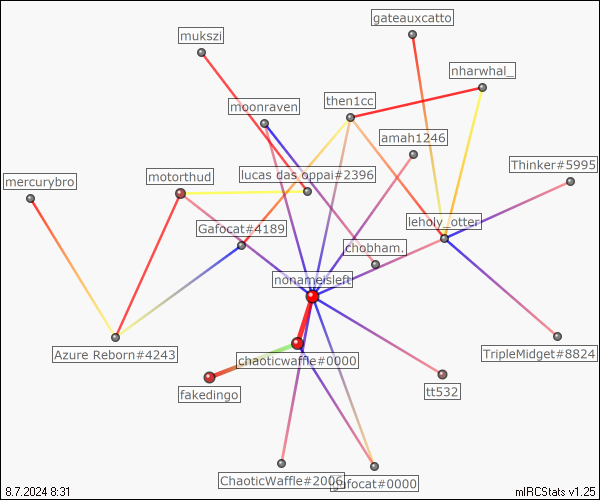 gateauxcatto
mukszi
nharwhal_
then1cc
moonraven
amah1246
Thinker#5995
lucas das oppai#2396
motorthud
mercurybro
leholy_otter
Gafocat#4189
chobham.
nonameisleft
Azure Reborn#4243
TripleMidget#8824
chaoticwaffle#0000
fakedingo
tt532
ChaoticWaffle#2006
gafocat#0000
8.7.2024 8:31
mIRCStats v1.25